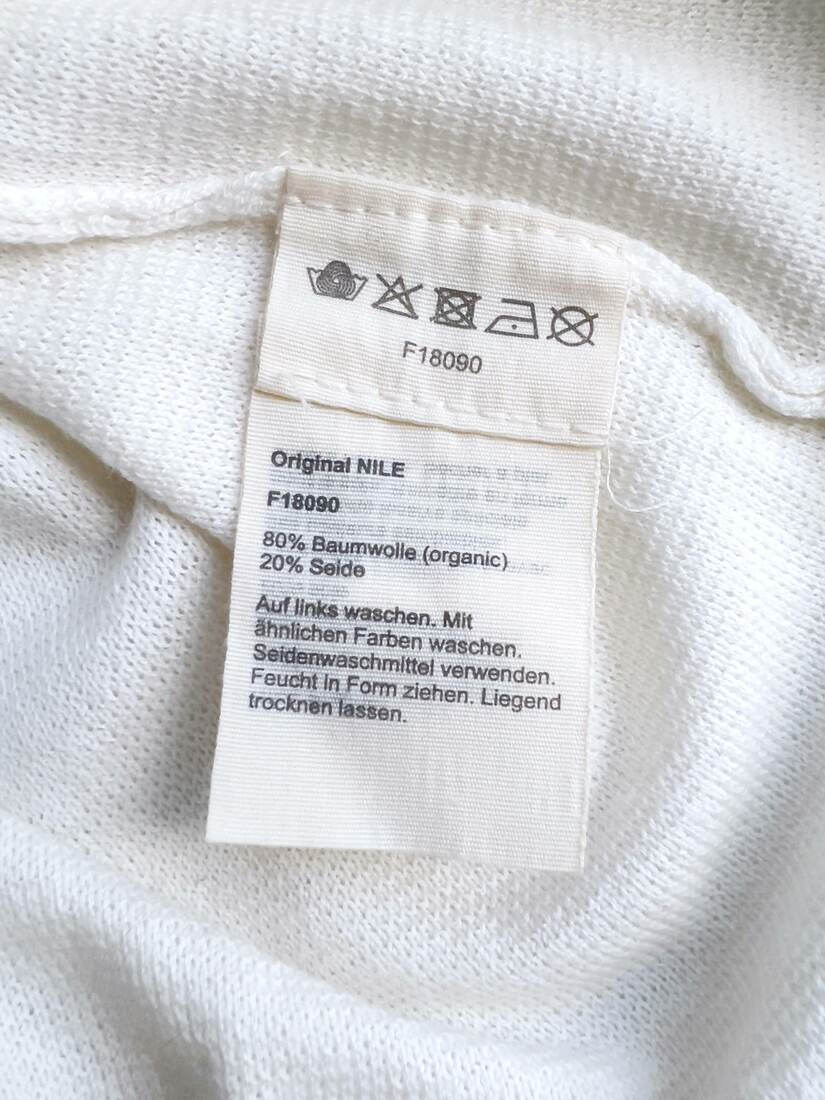 F18090
Original NILE
F18090
80% Baumwolle (organic)
20% Seide
Auf links waschen. Mit
ähnlichen Farben waschen.
Seidenwaschmittel verwenden.
Feucht in Form ziehen. Liegend
trocknen lassen.